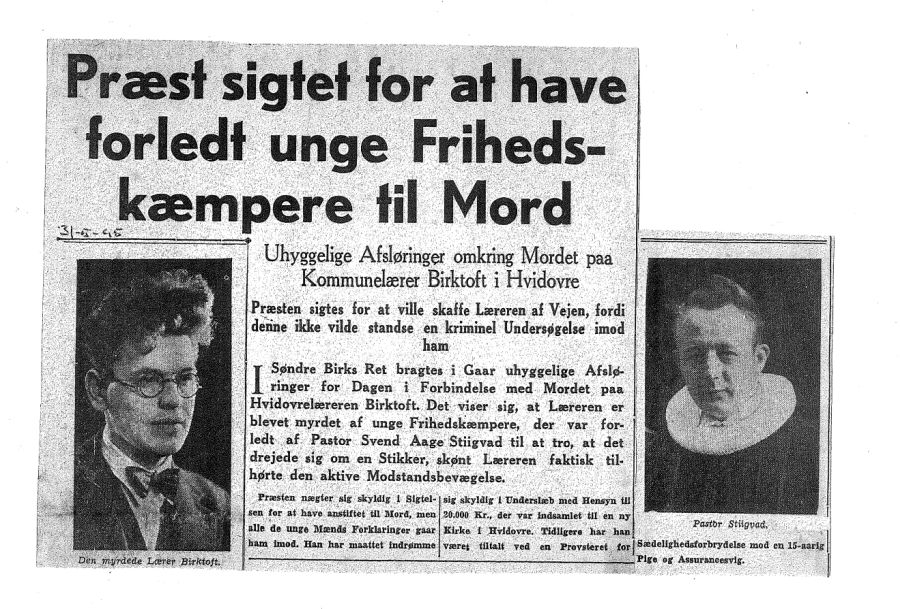 Præst sigtet for at have
forledt unge Friheds-
kæmpere til Mord
31-5-45
Uhyggelige Afsløringer omkring Mordet paa
Kommunelærer Birktoft i Hvidovre
Præsten sigtes for at ville skaffe Læreren af Vejen, fordi
denne ikke vilde standse en kriminel Undersøgelse imod
ham
I Søndre Birks Ret bragtes i Gaar uhyggelige Afslø-
ringer for Dagen i Forbindelse med Mordet paa
Hvidovrelæreren Birktoft. Det viser sig, at Læreren er
blevet myrdet af unge Frihedskæmpere, der var for-
ledt af Pastor Svend Aage Stiigvad til at tro, at det
drejede sig om en Stikker, skønt Læreren faktisk til-
hørte den aktive Modstandsbevægelse.
Præsten nægter sig skyldig i Sigtel-
sen for at have anstiftet til Mord, men
alle de unge Mænds Forklaringer gaar
ham imod. Han har maattet indrømme
sig skyldig i Underslæb med Hensyn til
20.000 Kr., der var indsamlet til en ny
Kirke i Hvidovre. Tidligere har han
været tiltalt ved en Provsteret for
Sædelighedsforbrydelse mod en 15-aarig
Pige og Assurancesvig.
Den myrdede Lærer Birktoft.
Pastor Stiigvad.